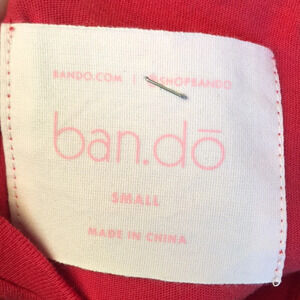 BANDO.COM | @SHOPBANDO
ban.dō
SMALL
MADE IN CHINA